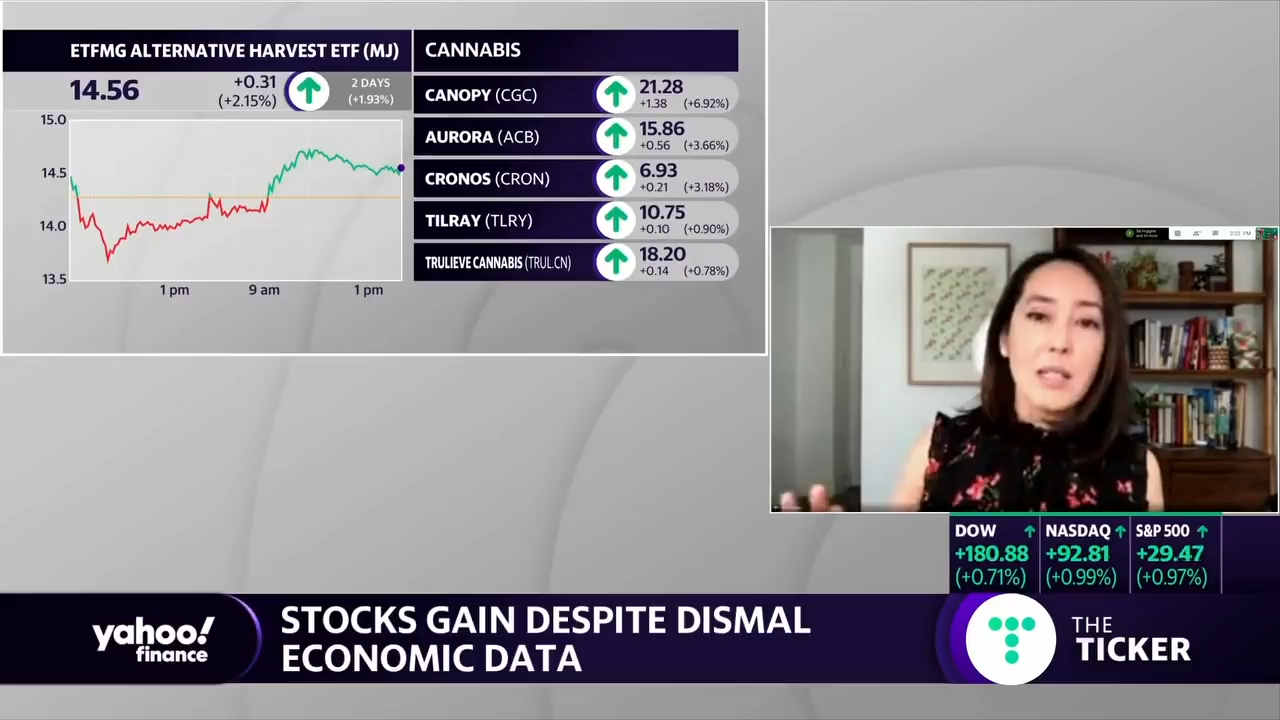 ETFMG ALTERNATIVE HARVEST ETF (MJ)
14.56
+0.31
(+2.15%)
2 DAYS
(+1.93%)
15.0
14.5
14.0
13.5
1 pm
9 am
1 pm
CANNABIS
CANOPY (CGC)
21.28
+1.38 (+6.92%)
AURORA (ACB)
15.86
+0.56 (+3.66%)
CRONOS (CRON)
6.93
+0.21 (+3.18%)
TILRAY (TLRY)
10.75
+0.10 (+0.90%)
TRULIEVE CANNABIS (TRUL.CN)
18.20
+0.14 (+0.78%)
2:02 PM
DOW
+180.88
(+0.71%)
NASDAQ
+92.81
(+0.99%)
S&P 500
+29.47
(+0.97%)
yahoo!
finance
STOCKS GAIN DESPITE DISMAL
ECONOMIC DATA
THE
TICKER